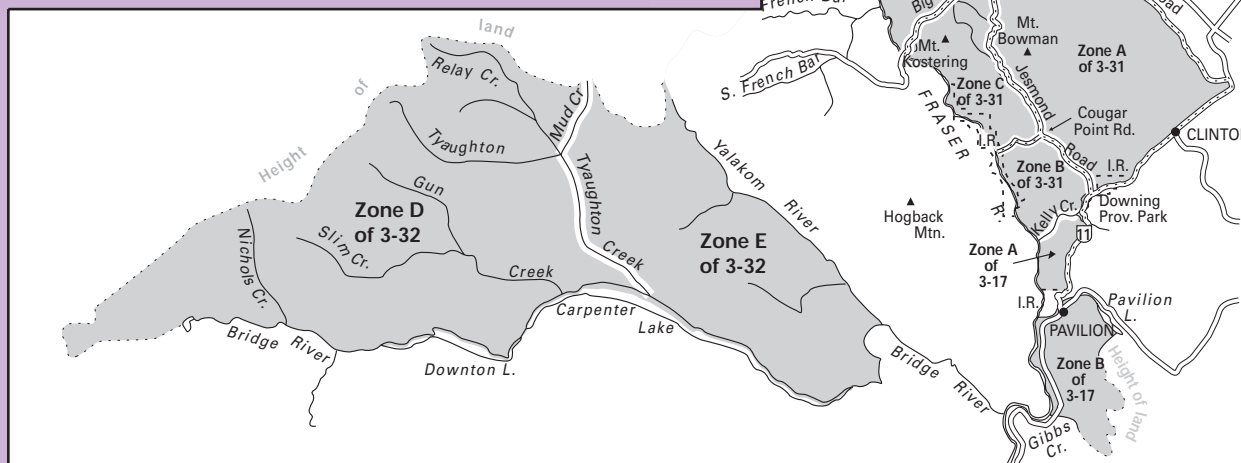 land
of
Height
Relay Cr.
Mud Cr
Tyaughton
Tyaughton
Creek
Gun
Zone D
of 3-32
Slim Cr.
Nichols Cr.
Creek
Bridge River
Downton L.
Carpenter
Lake
Zone E
of 3-32
Yalakom
River
Bridge
River
French Bar
S. French Bar
Big
Mt.
Kostering
Mt.
Bowman
Jesmond
Road
Zone A
of 3-31
Zone C
of 3-31
FRASER
R.
I.R.
Cougar
Point Rd.
CLINTO
I.R.
Zone B
of 3-31
Hogback
Mtn.
Kelly Cr.
Downing
Prov. Park
11
Zone A
of
3-17
I.R.
Pavilion
L.
PAVILION
Zone B
of
3-17
Height of land
Gibbs
Cr.